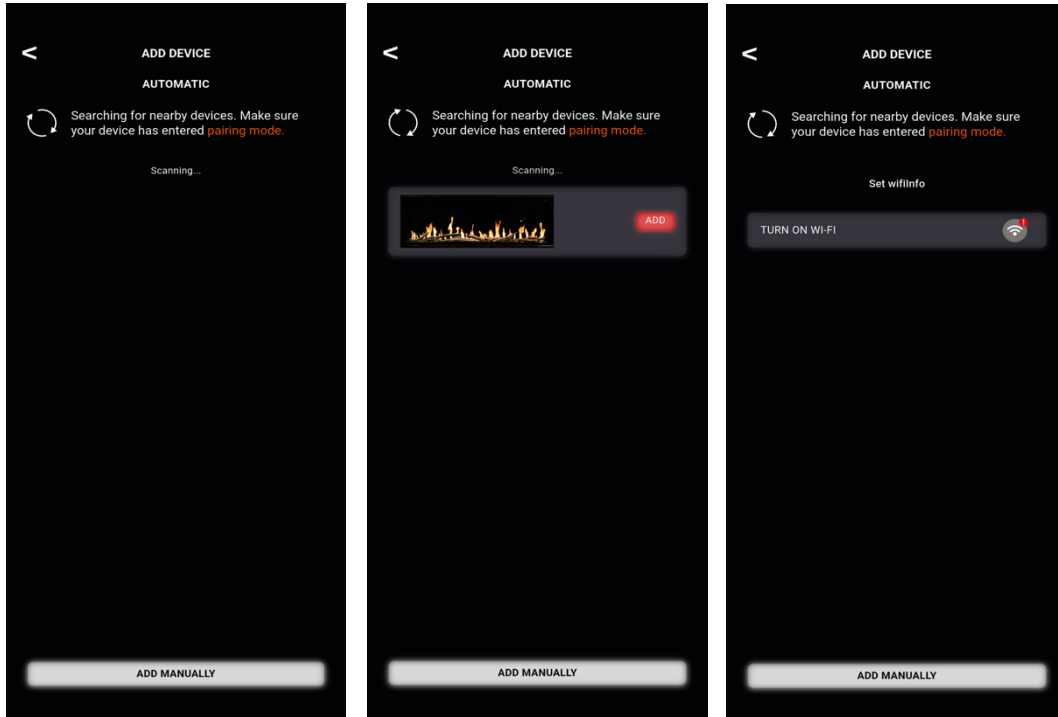 <
ADD DEVICE
AUTOMATIC
Searching for nearby devices. Make sure
your device has entered pairing mode.
Scanning...
ADD MANUALLY
<
ADD DEVICE
AUTOMATIC
Searching for nearby devices. Make sure
your device has entered pairing mode.
Scanning...
ADD
ADD MANUALLY
<
ADD DEVICE
AUTOMATIC
Searching for nearby devices. Make sure
your device has entered pairing mode.
Set wifiInfo
TURN ON WI-FI
!
ADD MANUALLY